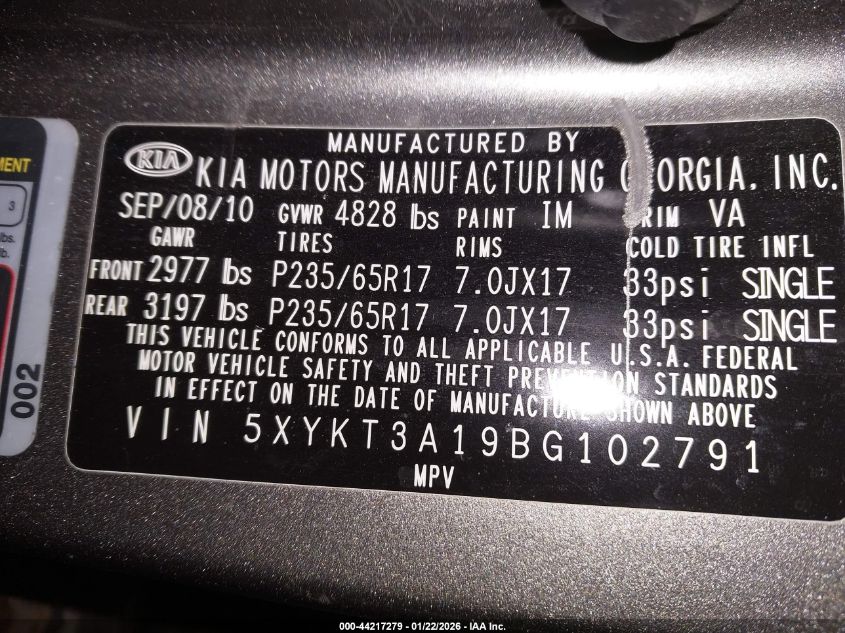 MANUFACTURED BY
KIA KIA MOTORS MANUFACTURING GEORGIA, INC.
SEP/08/10 GVWR 4828 lbs PAINT IM TRIM VA
GAWR TIRES RIMS COLD TIRE INFL
FRONT 2977 lbs P235/65R17 7.0JX17 33psi SINGLE
REAR 3197 lbs P235/65R17 7.0JX17 33psi SINGLE
THIS VEHICLE CONFORMS TO ALL APPLICABLE U.S.A. FEDERAL
MOTOR VEHICLE SAFETY AND THEFT PREVENTION STANDARDS
IN EFFECT ON THE DATE OF MANUFACTURE SHOWN ABOVE
VIN 5XYKT3A19BG102791
MPV
MENT
3
lbs.
lb.
002
000-44217279 - 01/22/2026 - IAA Inc.